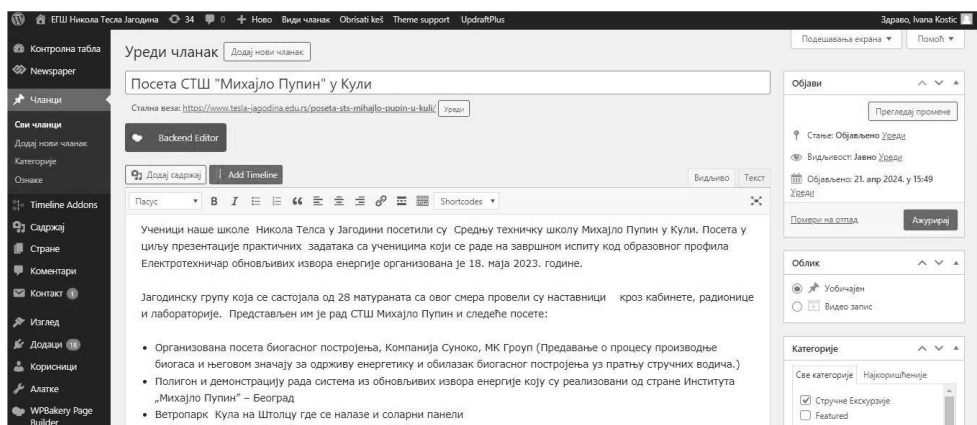 ЕГШ Никола Тесла Јагодина 34 0 + Ново Види чланак Obrisati keš Theme support UpdraftPlus Здраво, Ivana Kostic
Контролна табла
Newspaper
Чланци
Сви чланци
Додај нови чланак
Категорије
Ознаке
Timeline Addons
Садржај
Стране
Коментари
Контакт 1
Изглед
Додаци 18
Корисници
Алатке
WPBakery Page
Builder
Подешавања екрана Помоћ
Уреди чланак Додај нови чланак
Посета СТШ "Михајло Пупин" у Кули
Стална веза: https://www.tesla-jagodina.edu.rs/poseta-sts-mihajlo-pupin-u-kuli/ Уреди
Backend Editor
Додај садржај Add Timeline
Видљиво Текст
Пасус B I Shortcodes
Ученици наше школе Никола Телса у Јагодини посетили су Средњу техничку школу Михајло Пупин у Кули. Посета у
циљу презентације практичних задатака са ученицима који се раде на завршном испиту код образовног профила
Електротехничар обновљивих извора енергије организована је 18. маја 2023. године.
Јагодинску групу која се састојала од 28 матураната са овог смера провели су наставници кроз кабинете, радионице
и лабораторије. Представљен им је рад СТШ Михајло Пупин и следеће посете:
• Организована посета биогасног постројења, Компанија Суноко, МК Гроуп (Предавање о процесу производње
биогаса и његовом значају за одрживу енергетику и обилазак биогасног постројења уз пратњу стручних водича.)
• Полигон и демонстрацију рада система из обновљивих извора енергије коју су реализовани од стране Института
„Михајло Пупин“ – Београд
• Ветропарк Кула на Штолцу где се налазе и соларни панели
Објави
Прегледај промене
Стање: Објављено Уреди
Видљивост: Јавно Уреди
Објављено: 21. апр 2024. у 15:49
Уреди
Помери на отпад Ажурирај
Облик
Уобичајен
Видео запис
Категорије
Све категорије Најкоришћеније
Стручне Екскурзије
Featured